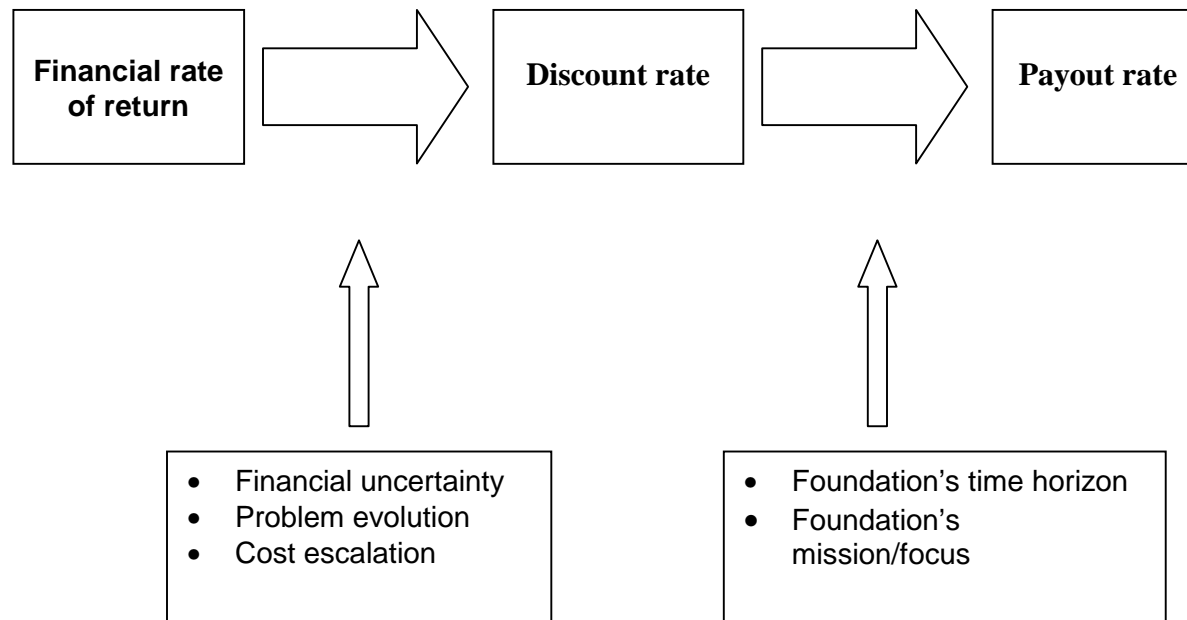 Financial rate
of return
Discount rate
Payout rate
• Financial uncertainty
• Problem evolution
• Cost escalation
• Foundation’s time horizon
• Foundation’s
mission/focus